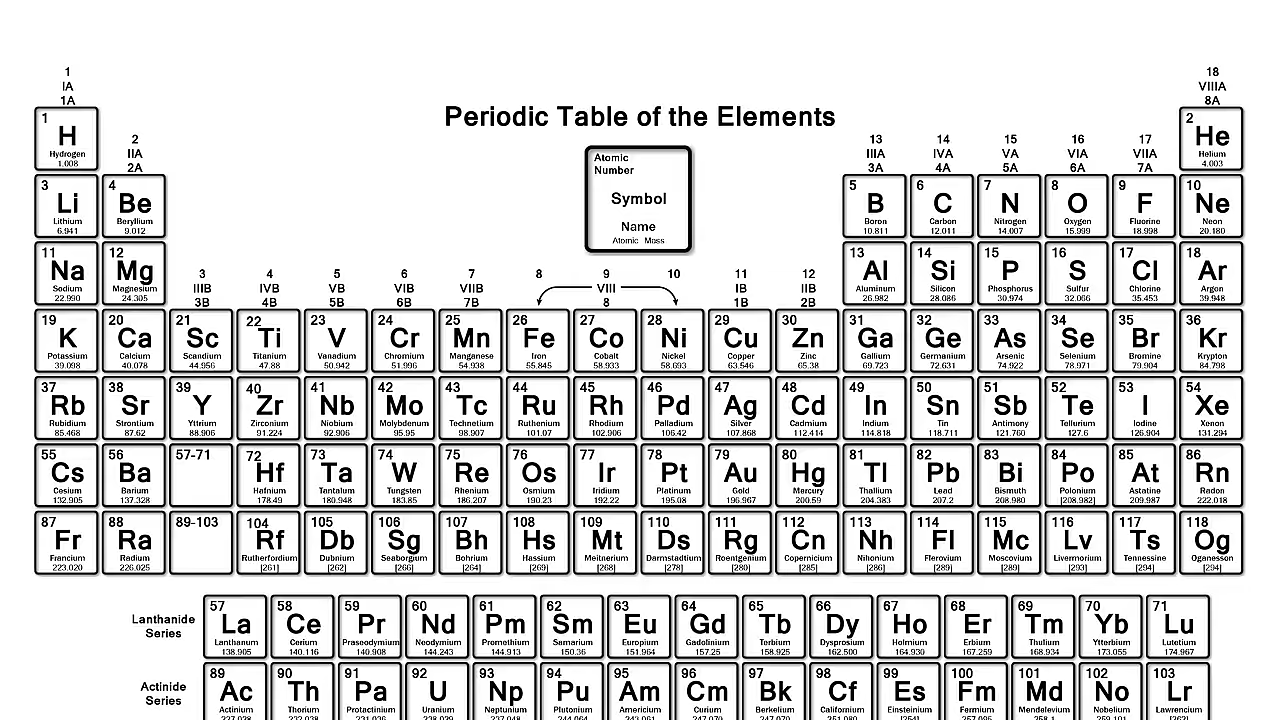 1 18
IA VIIIA
1A 8A
Periodic Table of the Elements
1 2
H He
Hydrogen Helium
1.008 4.003
2 13 14 15 16 17
IIA IIIA IVA VA VIA VIIA
2A 3A 4A 5A 6A 7A
Atomic
Number
Symbol
Name
Atomic Mass
3 4 5 6 7 8 9 10
Li Be B C N O F Ne
Lithium Beryllium Boron Carbon Nitrogen Oxygen Fluorine Neon
6.941 9.012 10.811 12.011 14.007 15.999 18.998 20.180
11 12 13 14 15 16 17 18
Na Mg Al Si P S Cl Ar
Sodium Magnesium Aluminum Silicon Phosphorus Sulfur Chlorine Argon
22.990 24.305 26.982 28.086 30.974 32.066 35.453 39.948
3 4 5 6 7 8 9 10 11 12
IIIB IVB VB VIB VIIB VIII IB IIB
3B 4B 5B 6B 7B 8 1B 2B
19 20 21 22 23 24 25 26 27 28 29 30 31 32 33 34 35 36
K Ca Sc Ti V Cr Mn Fe Co Ni Cu Zn Ga Ge As Se Br Kr
Potassium Calcium Scandium Titanium Vanadium Chromium Manganese Iron Cobalt Nickel Copper Zinc Gallium Germanium Arsenic Selenium Bromine Krypton
39.098 40.078 44.956 47.88 50.942 51.996 54.938 55.845 58.933 58.693 63.546 65.38 69.723 72.631 74.922 78.971 79.904 84.798
37 38 39 40 41 42 43 44 45 46 47 48 49 50 51 52 53 54
Rb Sr Y Zr Nb Mo Tc Ru Rh Pd Ag Cd In Sn Sb Te I Xe
Rubidium Strontium Yttrium Zirconium Niobium Molybdenum Technetium Ruthenium Rhodium Palladium Silver Cadmium Indium Tin Antimony Tellurium Iodine Xenon
85.468 87.62 88.906 91.224 92.906 95.95 98.907 101.07 102.906 106.42 107.868 112.414 114.818 118.711 121.760 127.6 126.904 131.294
55 56 57-71 72 73 74 75 76 77 78 79 80 81 82 83 84 85 86
Cs Ba Hf Ta W Re Os Ir Pt Au Hg Tl Pb Bi Po At Rn
Cesium Barium Hafnium Tantalum Tungsten Rhenium Osmium Iridium Platinum Gold Mercury Thallium Lead Bismuth Polonium Astatine Radon
132.905 137.328 178.49 180.948 183.85 186.207 190.23 192.22 195.08 196.967 200.59 204.383 207.2 208.980 [208.982] 209.987 222.018
87 88 89-103 104 105 106 107 108 109 110 111 112 113 114 115 116 117 118
Fr Ra Rf Db Sg Bh Hs Mt Ds Rg Cn Nh Fl Mc Lv Ts Og
Francium Radium Rutherfordium Dubnium Seaborgium Bohrium Hassium Meitnerium Darmstadtium Roentgenium Copernicium Nihonium Flerovium Moscovium Livermorium Tennessine Oganesson
223.020 226.025 [261] [262] [266] [264] [269] [268] [278] [280] [285] [286] [289] [289] [293] [294] [294]
Lanthanide
Series
57 58 59 60 61 62 63 64 65 66 67 68 69 70 71
La Ce Pr Nd Pm Sm Eu Gd Tb Dy Ho Er Tm Yb Lu
Lanthanum Cerium Praseodymium Neodymium Promethium Samarium Europium Gadolinium Terbium Dysprosium Holmium Erbium Thulium Ytterbium Lutetium
138.905 140.116 140.908 144.243 144.913 150.36 151.964 157.25 158.925 162.500 164.930 167.259 168.934 173.055 174.967
Actinide
Series
89 90 91 92 93 94 95 96 97 98 99 100 101 102 103
Ac Th Pa U Np Pu Am Cm Bk Cf Es Fm Md No Lr
Actinium Thorium Protactinium Uranium Neptunium Plutonium Americium Curium Berkelium Californium Einsteinium Fermium Mendelevium Nobelium Lawrencium